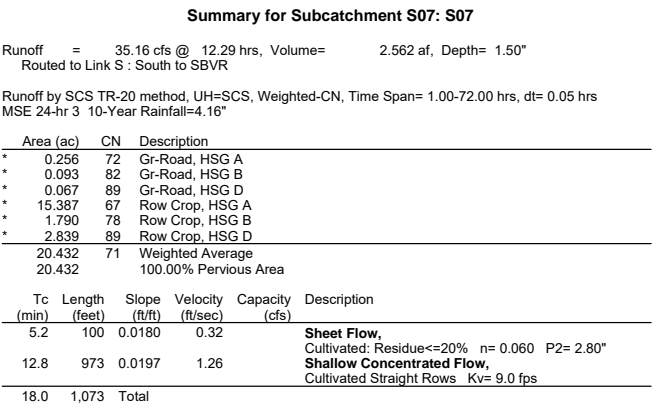 Summary for Subcatchment S07: S07
Runoff = 35.16 cfs @ 12.29 hrs, Volume= 2.562 af, Depth= 1.50"
Routed to Link S : South to SBVR
Runoff by SCS TR-20 method, UH=SCS, Weighted-CN, Time Span= 1.00-72.00 hrs, dt= 0.05 hrs
MSE 24-hr 3 10-Year Rainfall=4.16"
Area (ac) CN Description
* 0.256 72 Gr-Road, HSG A
* 0.093 82 Gr-Road, HSG B
* 0.067 89 Gr-Road, HSG D
* 15.387 67 Row Crop, HSG A
* 1.790 78 Row Crop, HSG B
* 2.839 89 Row Crop, HSG D
20.432 71 Weighted Average
20.432 100.00% Pervious Area
Tc Length Slope Velocity Capacity Description
(min) (feet) (ft/ft) (ft/sec) (cfs)
5.2 100 0.0180 0.32 Sheet Flow,
Cultivated: Residue<=20% n= 0.060 P2= 2.80"
12.8 973 0.0197 1.26 Shallow Concentrated Flow,
Cultivated Straight Rows Kv= 9.0 fps
18.0 1,073 Total